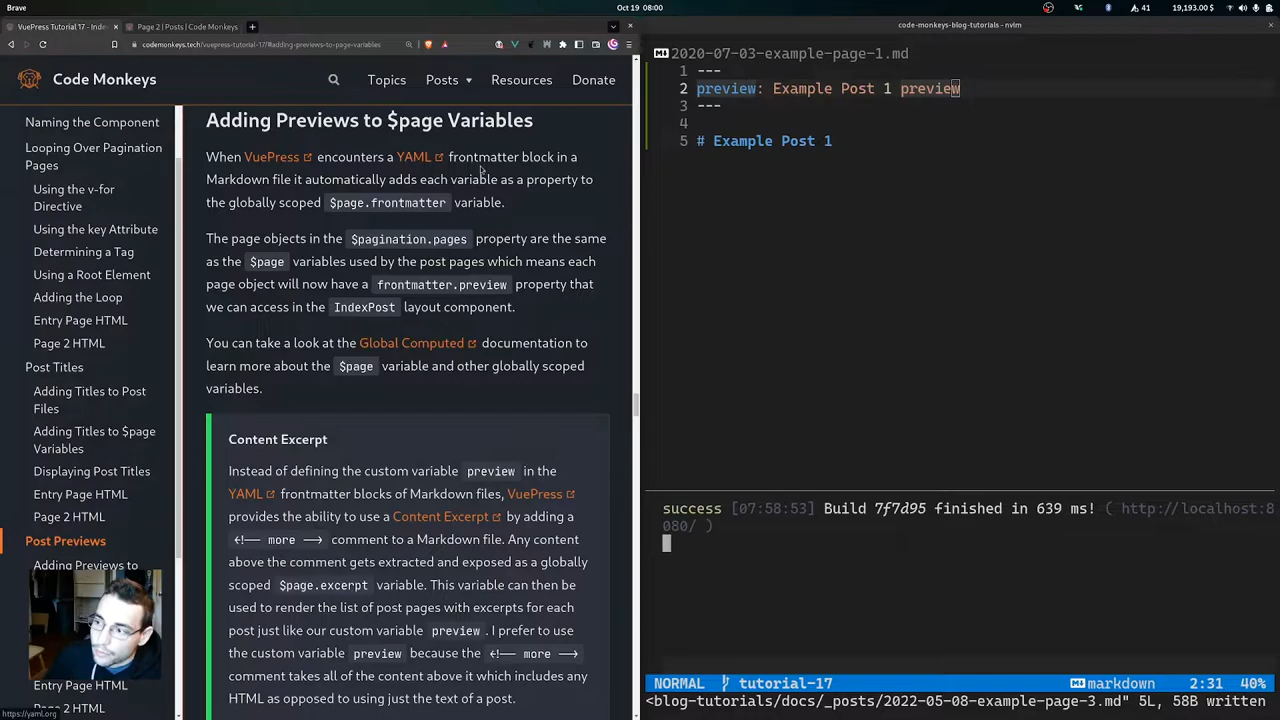 Brave
Oct 19 08:00
41
19,193.00
VuePress Tutorial 17 - Index
Page 2 | Posts | Code Monkeys
codemonkeys.tech/vuepress-tutorial-17/#adding-previews-to-page-variables
code-monkeys-blog-tutorials - nvim
Code Monkeys
Topics
Posts
Resources
Donate
Naming the Component
Looping Over Pagination
Pages
Using the v-for
Directive
Using the key Attribute
Determining a Tag
Using a Root Element
Adding the Loop
Entry Page HTML
Page 2 HTML
Post Titles
Adding Titles to Post
Files
Adding Titles to $page
Variables
Displaying Post Titles
Entry Page HTML
Page 2 HTML
Post Previews
Adding Previews to
Entry Page HTML
Page 2 HTML
https://yaml.org
Adding Previews to $page Variables
When VuePress encounters a YAML frontmatter block in a
Markdown file it automatically adds each variable as a property to
the globally scoped $page.frontmatter variable.
The page objects in the $pagination.pages property are the same
as the $page variables used by the post pages which means each
page object will now have a frontmatter.preview property that
we can access in the IndexPost layout component.
You can take a look at the Global Computed documentation to
learn more about the $page variable and other globally scoped
variables.
Content Excerpt
Instead of defining the custom variable preview in the
YAML frontmatter blocks of Markdown files, VuePress
provides the ability to use a Content Excerpt by adding a
<!-- more --> comment to a Markdown file. Any content
above the comment gets extracted and exposed as a globally
scoped $page.excerpt variable. This variable can then be
used to render the list of post pages with excerpts for each
post just like our custom variable preview. I prefer to use
the custom variable preview because the <!-- more -->
comment takes all of the content above it which includes any
HTML as opposed to using just the text of a post.
2020-07-03-example-page-1.md
1 ---
2 preview: Example Post 1 preview
3 ---
4
5 # Example Post 1
success [07:58:53] Build 7f7d95 finished in 639 ms! ( http://localhost:8
080/ )
NORMAL tutorial-17 markdown 2:31 40%
<blog-tutorials/docs/_posts/2022-05-08-example-page-3.md" 5L, 58B written